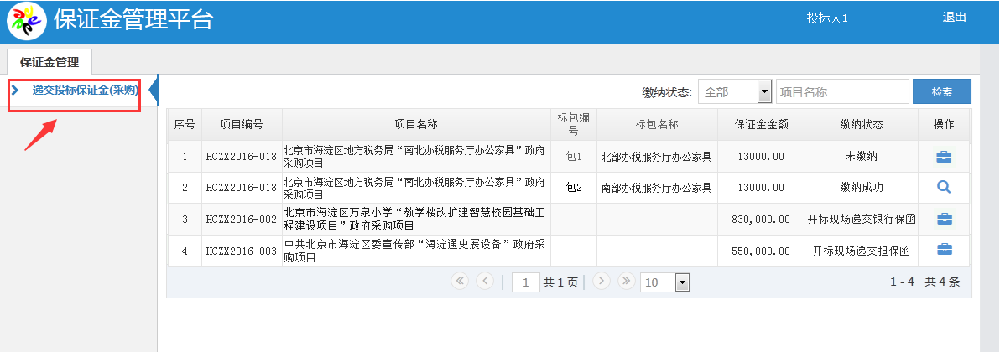 保证金管理平台
投标人1
退出
保证金管理
递交投标保证金(采购)
缴纳状态: 全部 项目名称 检索
序号 项目编号 项目名称 标包编号 标包名称 保证金金额 缴纳状态 操作
1 HCZX2016-018 北京市海淀区地方税务局“南北办税服务厅办公家具”政府 包1 北部办税服务厅办公家具 13000.00 未缴纳
采购项目
2 HCZX2016-018 北京市海淀区地方税务局“南北办税服务厅办公家具”政府 包2 南部办税服务厅办公家具 13000.00 缴纳成功
采购项目
3 HCZX2016-002 北京市海淀区万泉小学“教学楼改扩建智慧校园基础工 830,000.00 开标现场递交银行保函
程建设项目”政府采购项目
4 HCZX2016-003 中共北京市海淀区委宣传部“海淀通史展设备”政府采 550,000.00 开标现场递交担保函
购项目
1 共 1 页 10 1 - 4 共 4 条